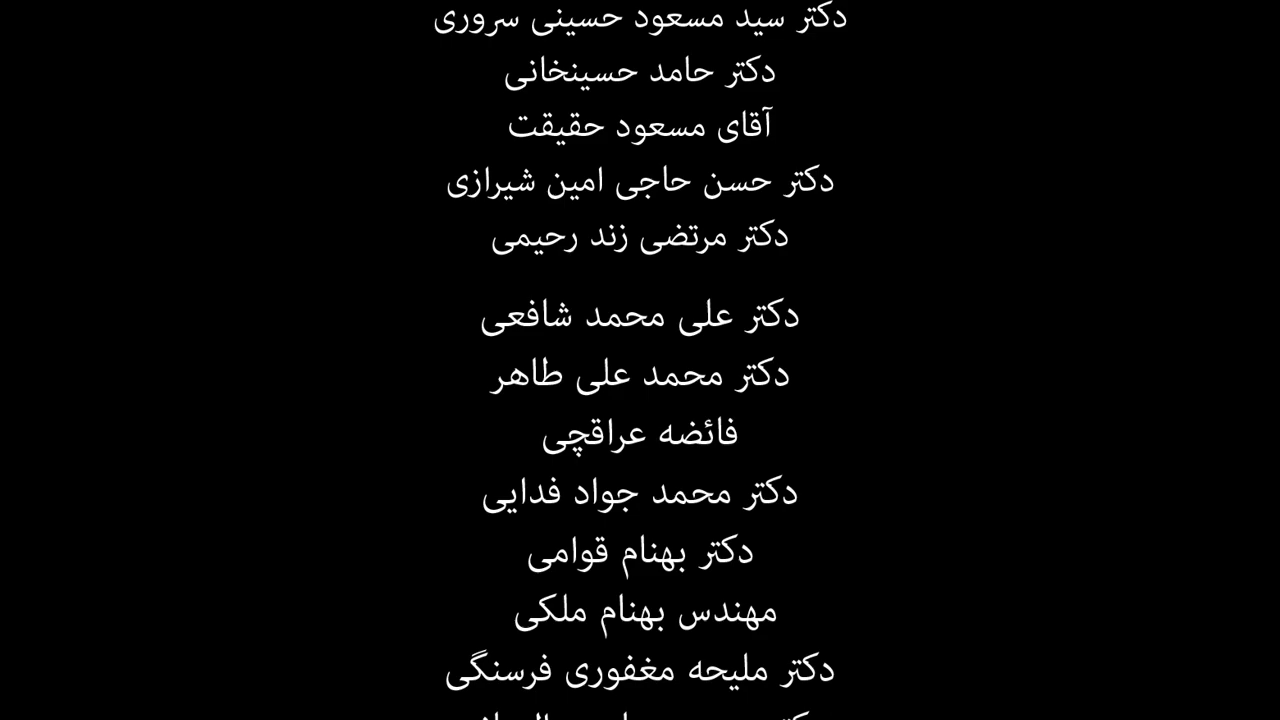 دکتر سید مسعود حسینی سروری
دکتر حامد حسینخانی
آقای مسعود حقیقت
دکتر حسن حاجی امین شیرازی
دکتر مرتضی زند رحیمی
دکتر علی محمد شافعی
دکتر محمد علی طاهر
فائضه عراقچی
دکتر محمد جواد فدایی
دکتر بهنام قوامی
مهندس بهنام ملکی
دکتر ملیحه مغفوری فرسنگی